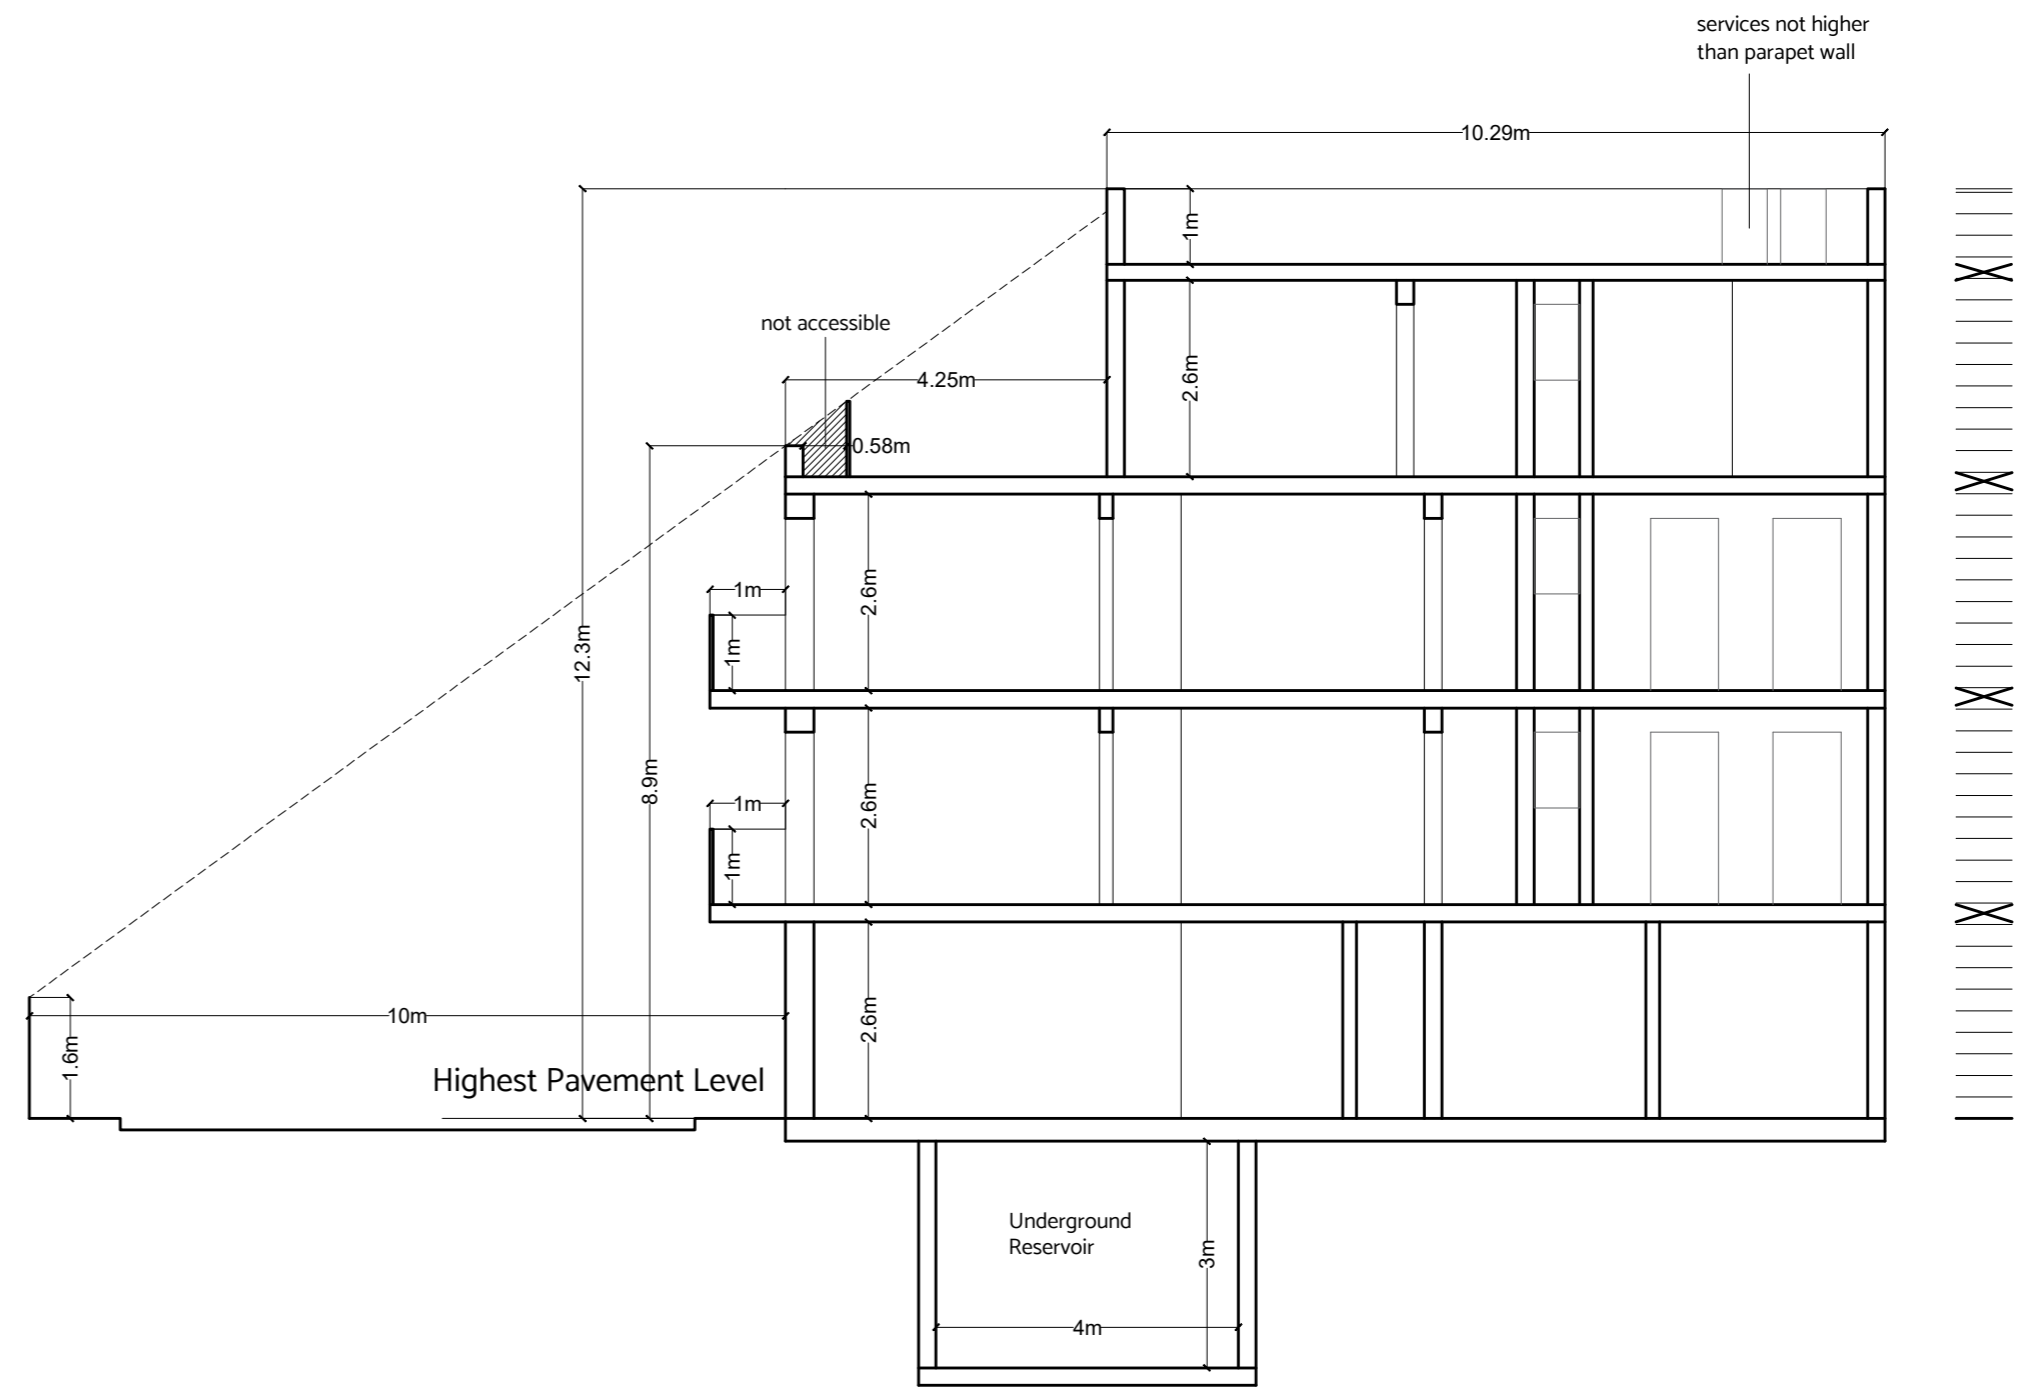 services not higher
than parapet wall
10.29m
1m
not accessible
4.25m
2.6m
0.58m
1m
2.6m
12.3m
1m
8.9m
1m
2.6m
1m
10m
2.6m
1.6m
Highest Pavement Level
Underground
Reservoir
3m
4m